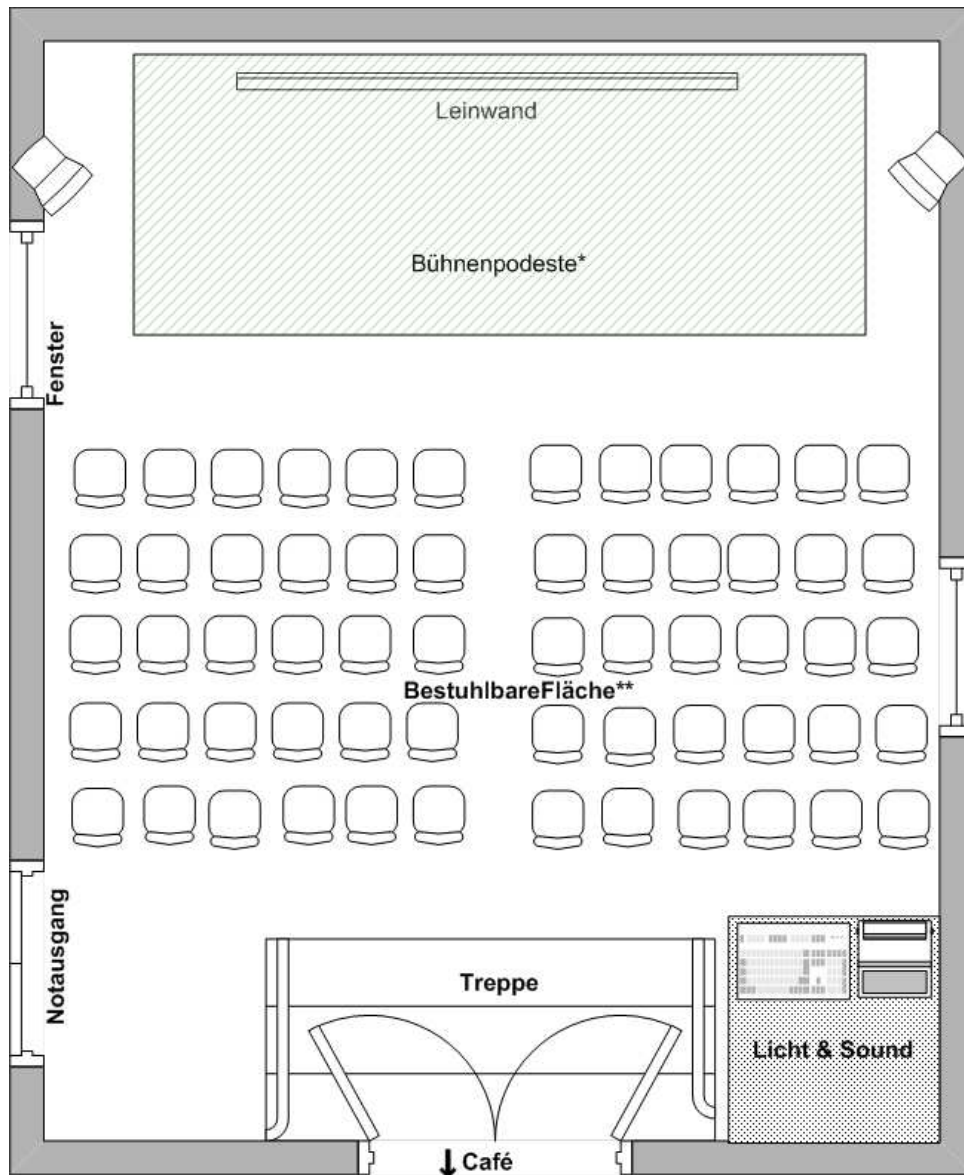 Leinwand
Bühnenpodeste*
Fenster
BestuhlbareFläche**
Notausgang
Treppe
Licht & Sound
Café